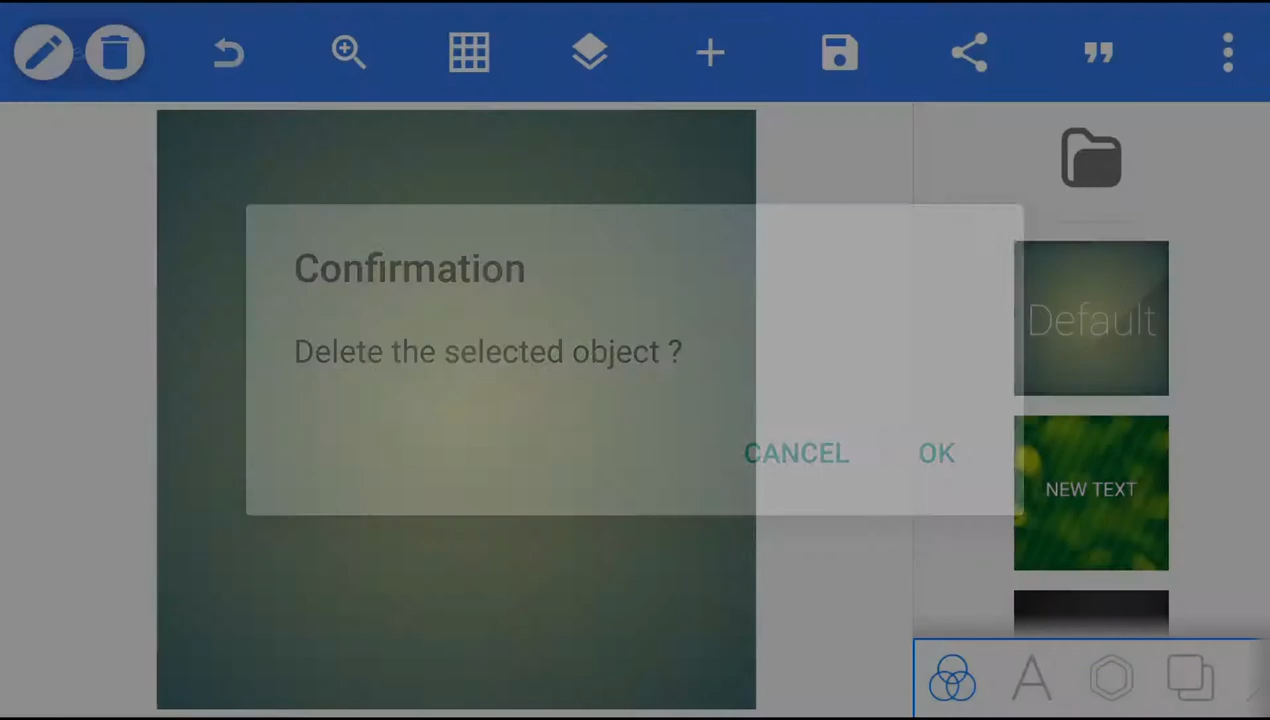 Confirmation
Delete the selected object ?
CANCEL OK
Default
NEW TEXT